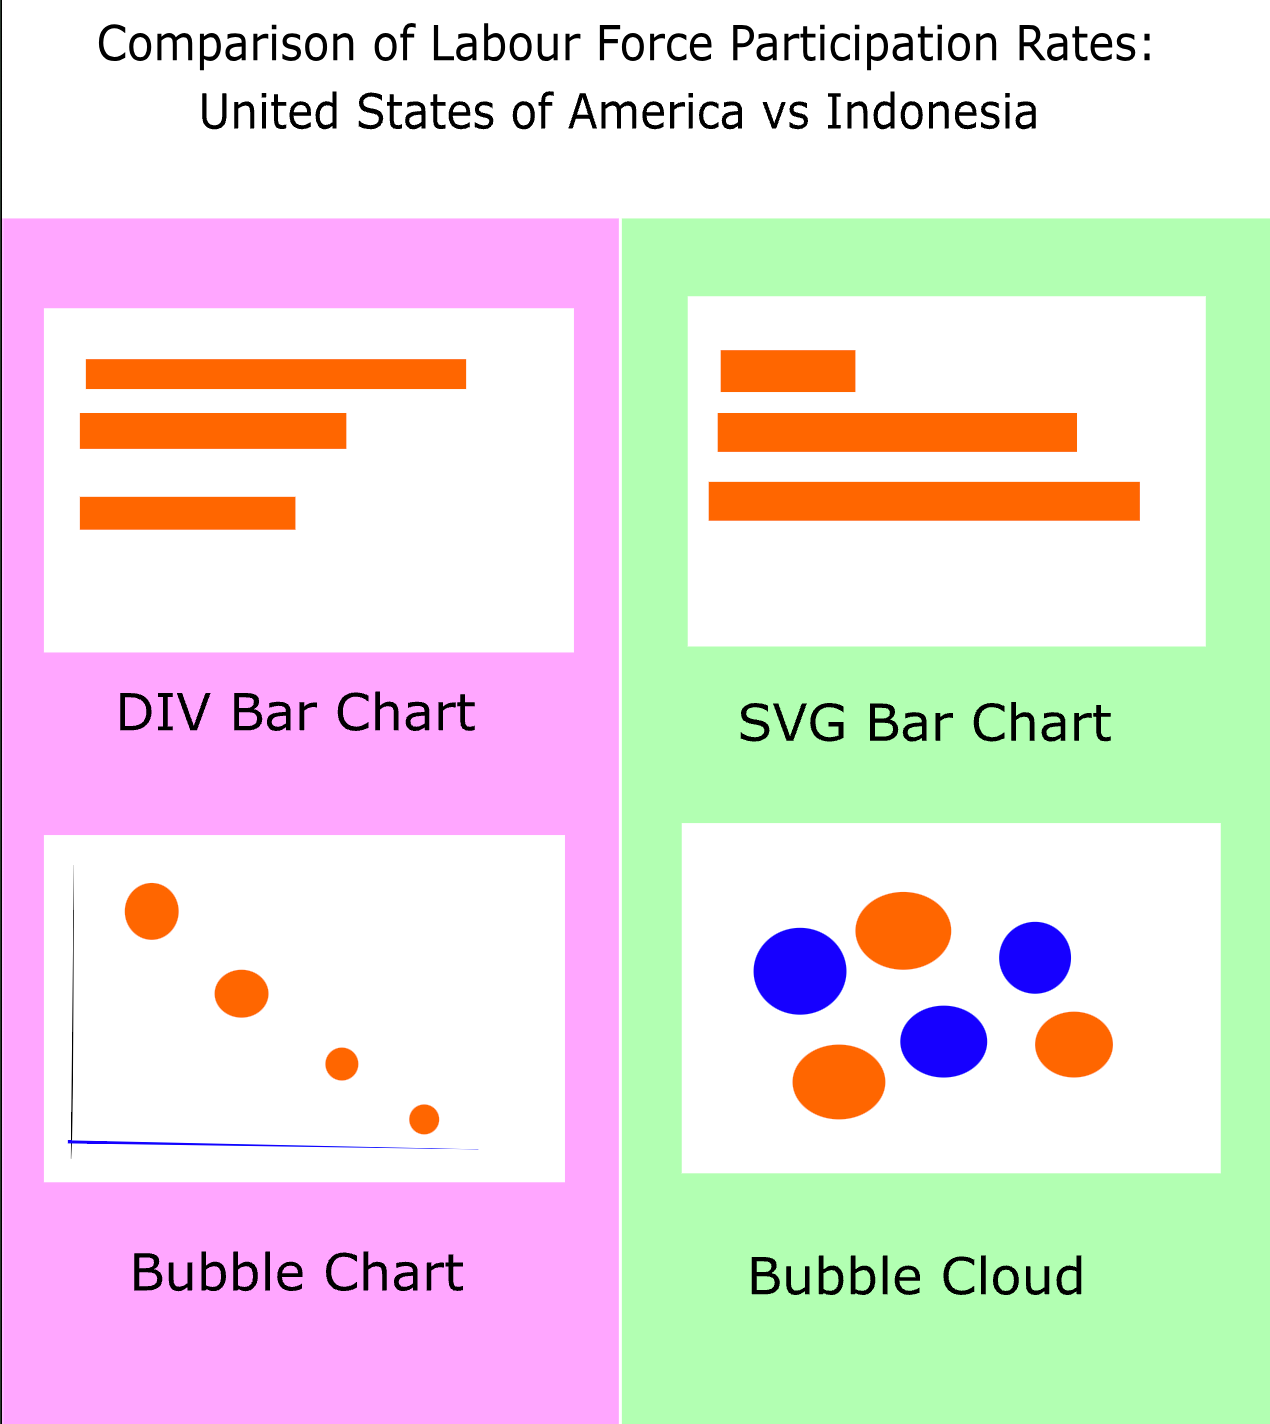 Comparison of Labour Force Participation Rates:
United States of America vs Indonesia
DIV Bar Chart
SVG Bar Chart
Bubble Chart
Bubble Cloud